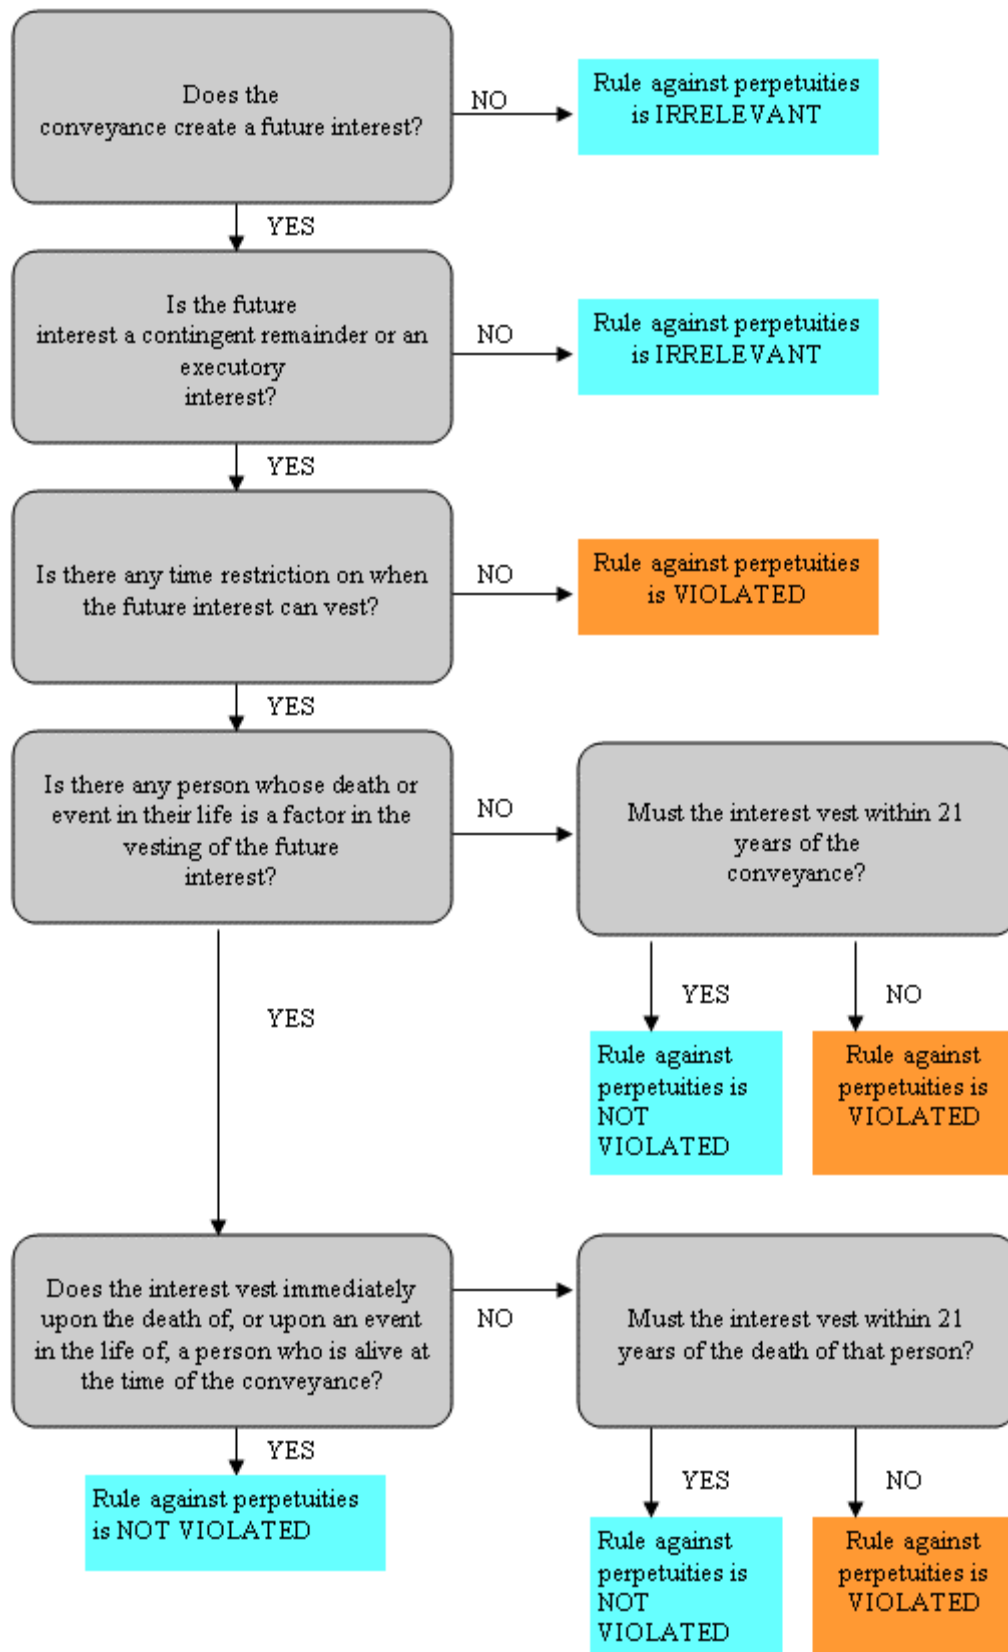 Does the
conveyance create a future interest?
NO
Rule against perpetuities
is IRRELEVANT
YES
Is the future
interest a contingent remainder or an
executory
interest?
NO
Rule against perpetuities
is IRRELEVANT
YES
Is there any time restriction on when
the future interest can vest?
NO
Rule against perpetuities
is VIOLATED
YES
Is there any person whose death or
event in their life is a factor in the
vesting of the future
interest?
NO
Must the interest vest within 21
years of the
conveyance?
YES
Rule against
perpetuities is
NOT
VIOLATED
NO
Rule against
perpetuities is
VIOLATED
YES
Does the interest vest immediately
upon the death of, or upon an event
in the life of, a person who is alive at
the time of the conveyance?
NO
Must the interest vest within 21
years of the death of that person?
YES
Rule against perpetuities
is NOT VIOLATED
YES
Rule against
perpetuities is
NOT
VIOLATED
NO
Rule against
perpetuities is
VIOLATED